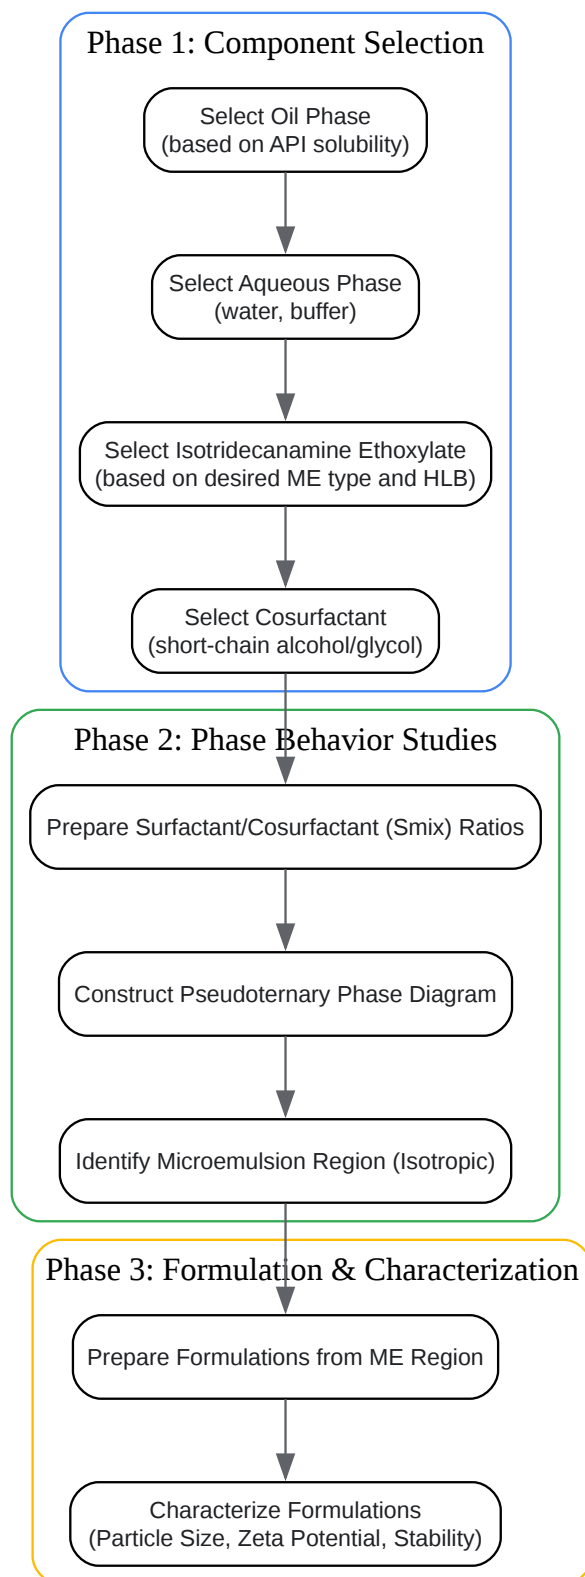 Phase 1: Component Selection
Select Oil Phase
(based on API solubility)
Select Aqueous Phase
(water, buffer)
Select Isotridecanamine Ethoxylate
(based on desired ME type and HLB)
Select Cosurfactant
(short-chain alcohol/glycol)
Phase 2: Phase Behavior Studies
Prepare Surfactant/Cosurfactant (Smix) Ratios
Construct Pseudoternary Phase Diagram
Identify Microemulsion Region (Isotropic)
Phase 3: Formulation & Characterization
Prepare Formulations from ME Region
Characterize Formulations
(Particle Size, Zeta Potential, Stability)